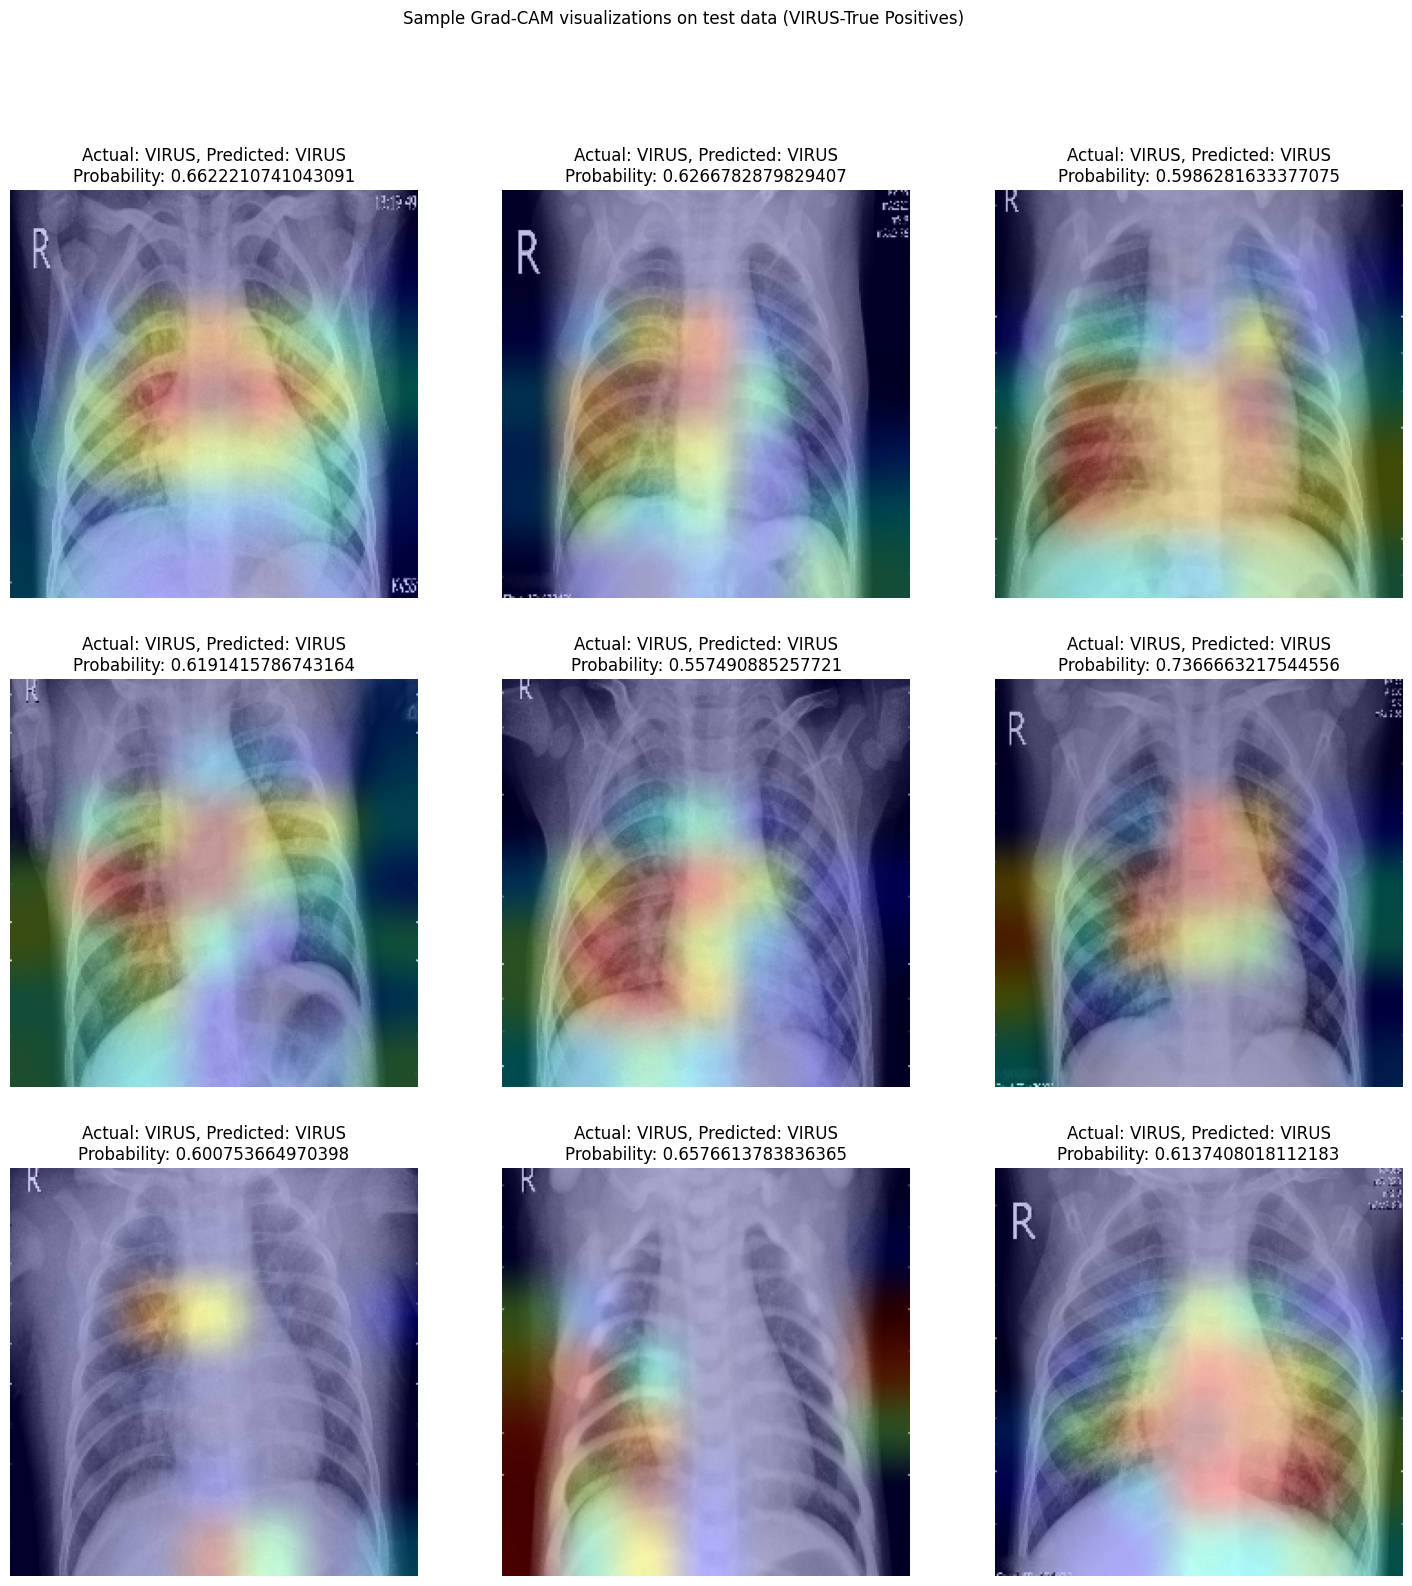 Sample Grad-CAM visualizations on test data (VIRUS-True Positives)
Actual: VIRUS, Predicted: VIRUS
Probability: 0.6622210741043091
Actual: VIRUS, Predicted: VIRUS
Probability: 0.6266782879829407
Actual: VIRUS, Predicted: VIRUS
Probability: 0.5986281633377075
R
R
R
Actual: VIRUS, Predicted: VIRUS
Probability: 0.6191415786743164
Actual: VIRUS, Predicted: VIRUS
Probability: 0.557490885257721
Actual: VIRUS, Predicted: VIRUS
Probability: 0.7366663217544556
R
R
R
Actual: VIRUS, Predicted: VIRUS
Probability: 0.600753664970398
Actual: VIRUS, Predicted: VIRUS
Probability: 0.6576613783836365
Actual: VIRUS, Predicted: VIRUS
Probability: 0.6137408018112183
R
R
R